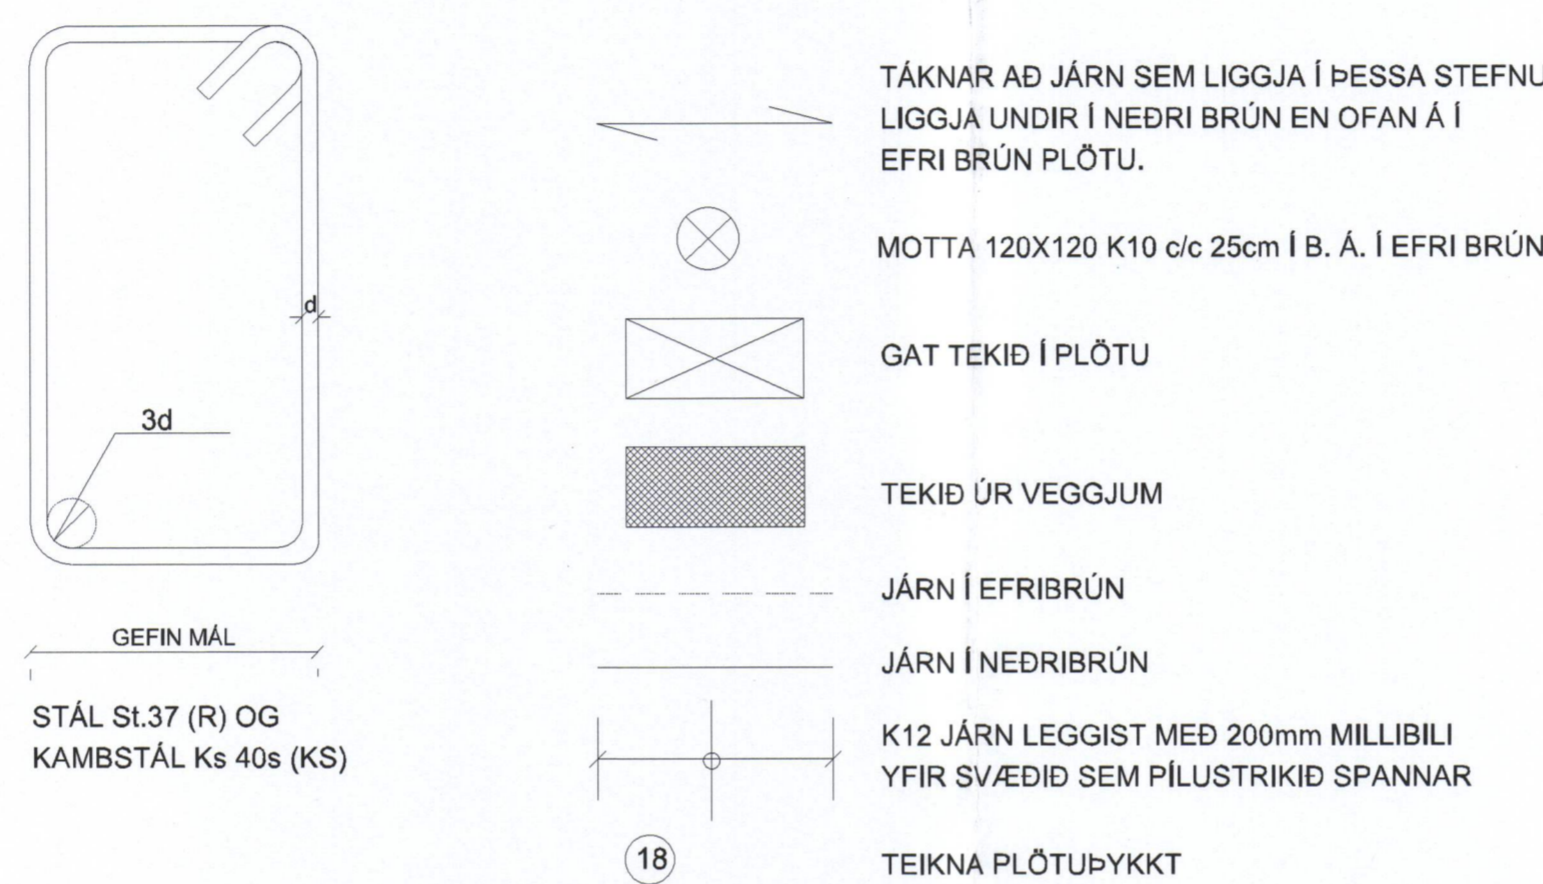 d
3d
GEFIN MÁL
STÁL St.37 (R) OG
KAMBSTÁL Ks 40s (KS)
TÁKNAR AÐ JÁRN SEM LIGGJA Í ÞESSA STEFNU
LIGGJA UNDIR Í NEÐRI BRÚN EN OFAN Á Í
EFRI BRÚN PLÖTU.
MOTTA 120X120 K10 c/c 25cm Í B. Á. Í EFRI BRÚN
GAT TEKIÐ Í PLÖTU
TEKIÐ ÚR VEGGJUM
JÁRN Í EFRIBRÚN
JÁRN Í NEÐRIBRÚN
K12 JÁRN LEGGIST MEÐ 200mm MILLIBILI
YFIR SVÆÐIÐ SEM PÍLUSTRIKIÐ SPANNAR
18
TEIKNA PLÖTUÞYKKT